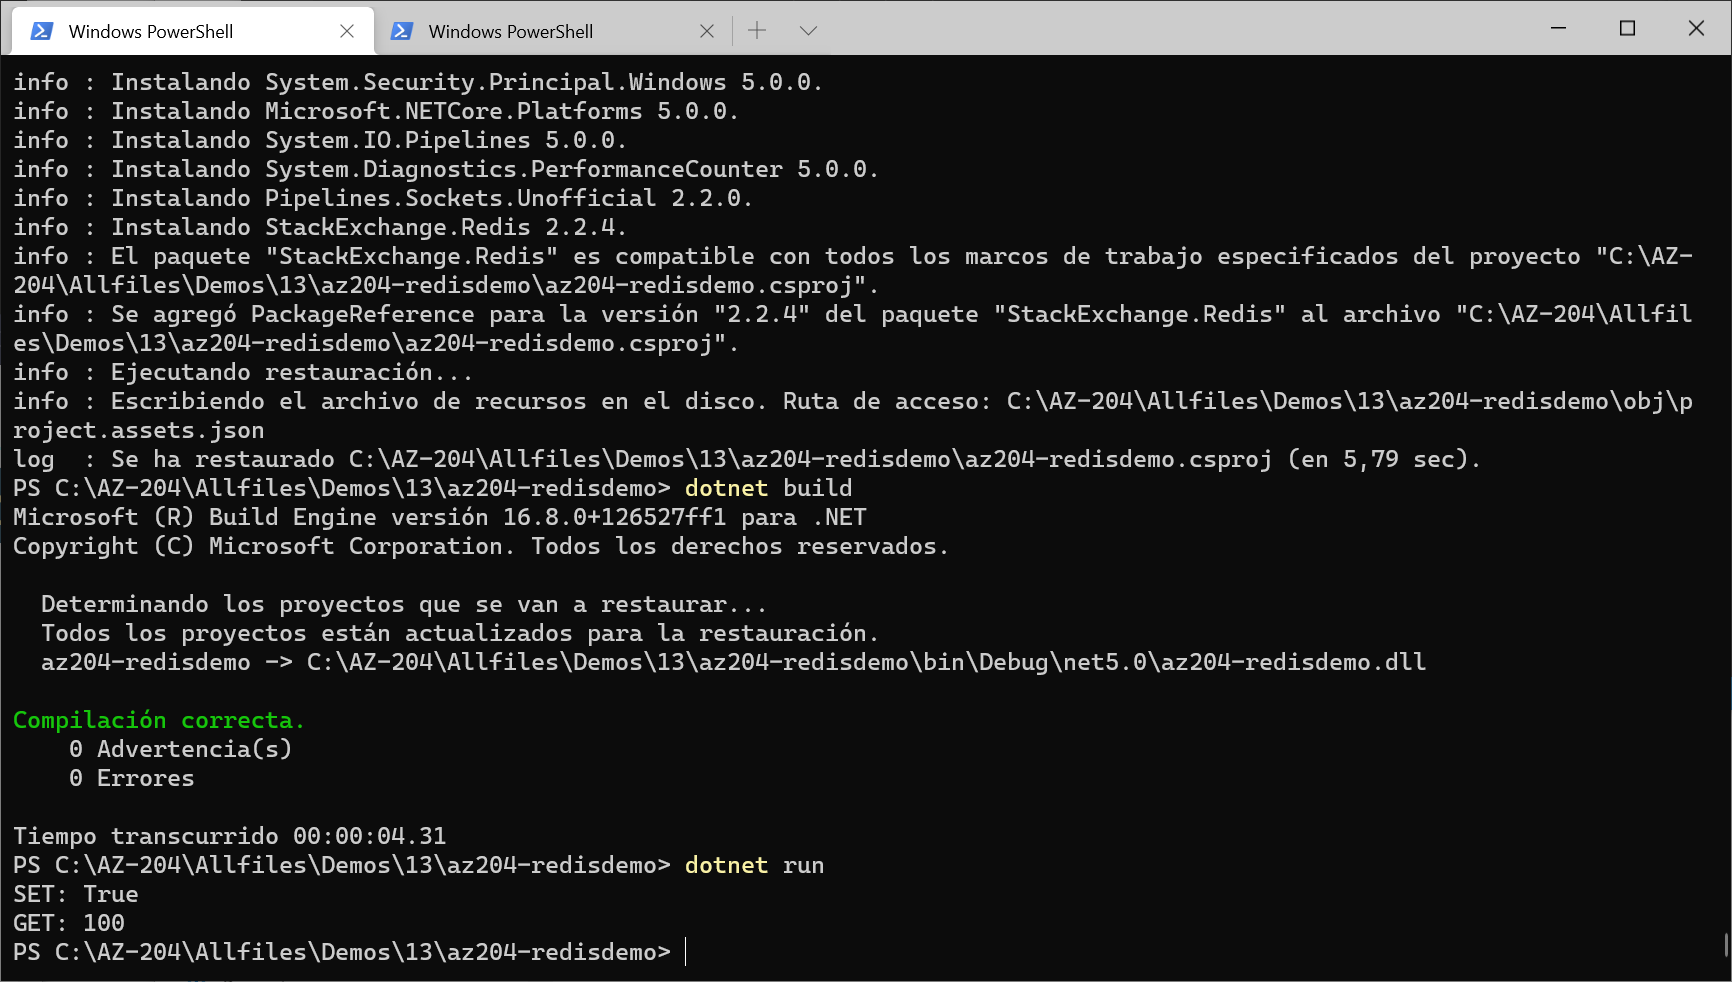 Windows PowerShell
Windows PowerShell
info : Instalando System.Security.Principal.Windows 5.0.0.
info : Instalando Microsoft.NETCore.Platforms 5.0.0.
info : Instalando System.IO.Pipelines 5.0.0.
info : Instalando System.Diagnostics.PerformanceCounter 5.0.0.
info : Instalando Pipelines.Sockets.Unofficial 2.2.0.
info : Instalando StackExchange.Redis 2.2.4.
info : El paquete "StackExchange.Redis" es compatible con todos los marcos de trabajo especificados del proyecto "C:\AZ-
204\Allfiles\Demos\13\az204-redisdemo\az204-redisdemo.csproj".
info : Se agregó PackageReference para la versión "2.2.4" del paquete "StackExchange.Redis" al archivo "C:\AZ-204\Allfil
es\Demos\13\az204-redisdemo\az204-redisdemo.csproj".
info : Ejecutando restauración...
info : Escribiendo el archivo de recursos en el disco. Ruta de acceso: C:\AZ-204\Allfiles\Demos\13\az204-redisdemo\obj\p
roject.assets.json
log  : Se ha restaurado C:\AZ-204\Allfiles\Demos\13\az204-redisdemo\az204-redisdemo.csproj (en 5,79 sec).
PS C:\AZ-204\Allfiles\Demos\13\az204-redisdemo> dotnet build
Microsoft (R) Build Engine versión 16.8.0+126527ff1 para .NET
Copyright (C) Microsoft Corporation. Todos los derechos reservados.
Determinando los proyectos que se van a restaurar...
Todos los proyectos están actualizados para la restauración.
az204-redisdemo -> C:\AZ-204\Allfiles\Demos\13\az204-redisdemo\bin\Debug\net5.0\az204-redisdemo.dll
Compilación correcta.
0 Advertencia(s)
0 Errores
Tiempo transcurrido 00:00:04.31
PS C:\AZ-204\Allfiles\Demos\13\az204-redisdemo> dotnet run
SET: True
GET: 100
PS C:\AZ-204\Allfiles\Demos\13\az204-redisdemo>